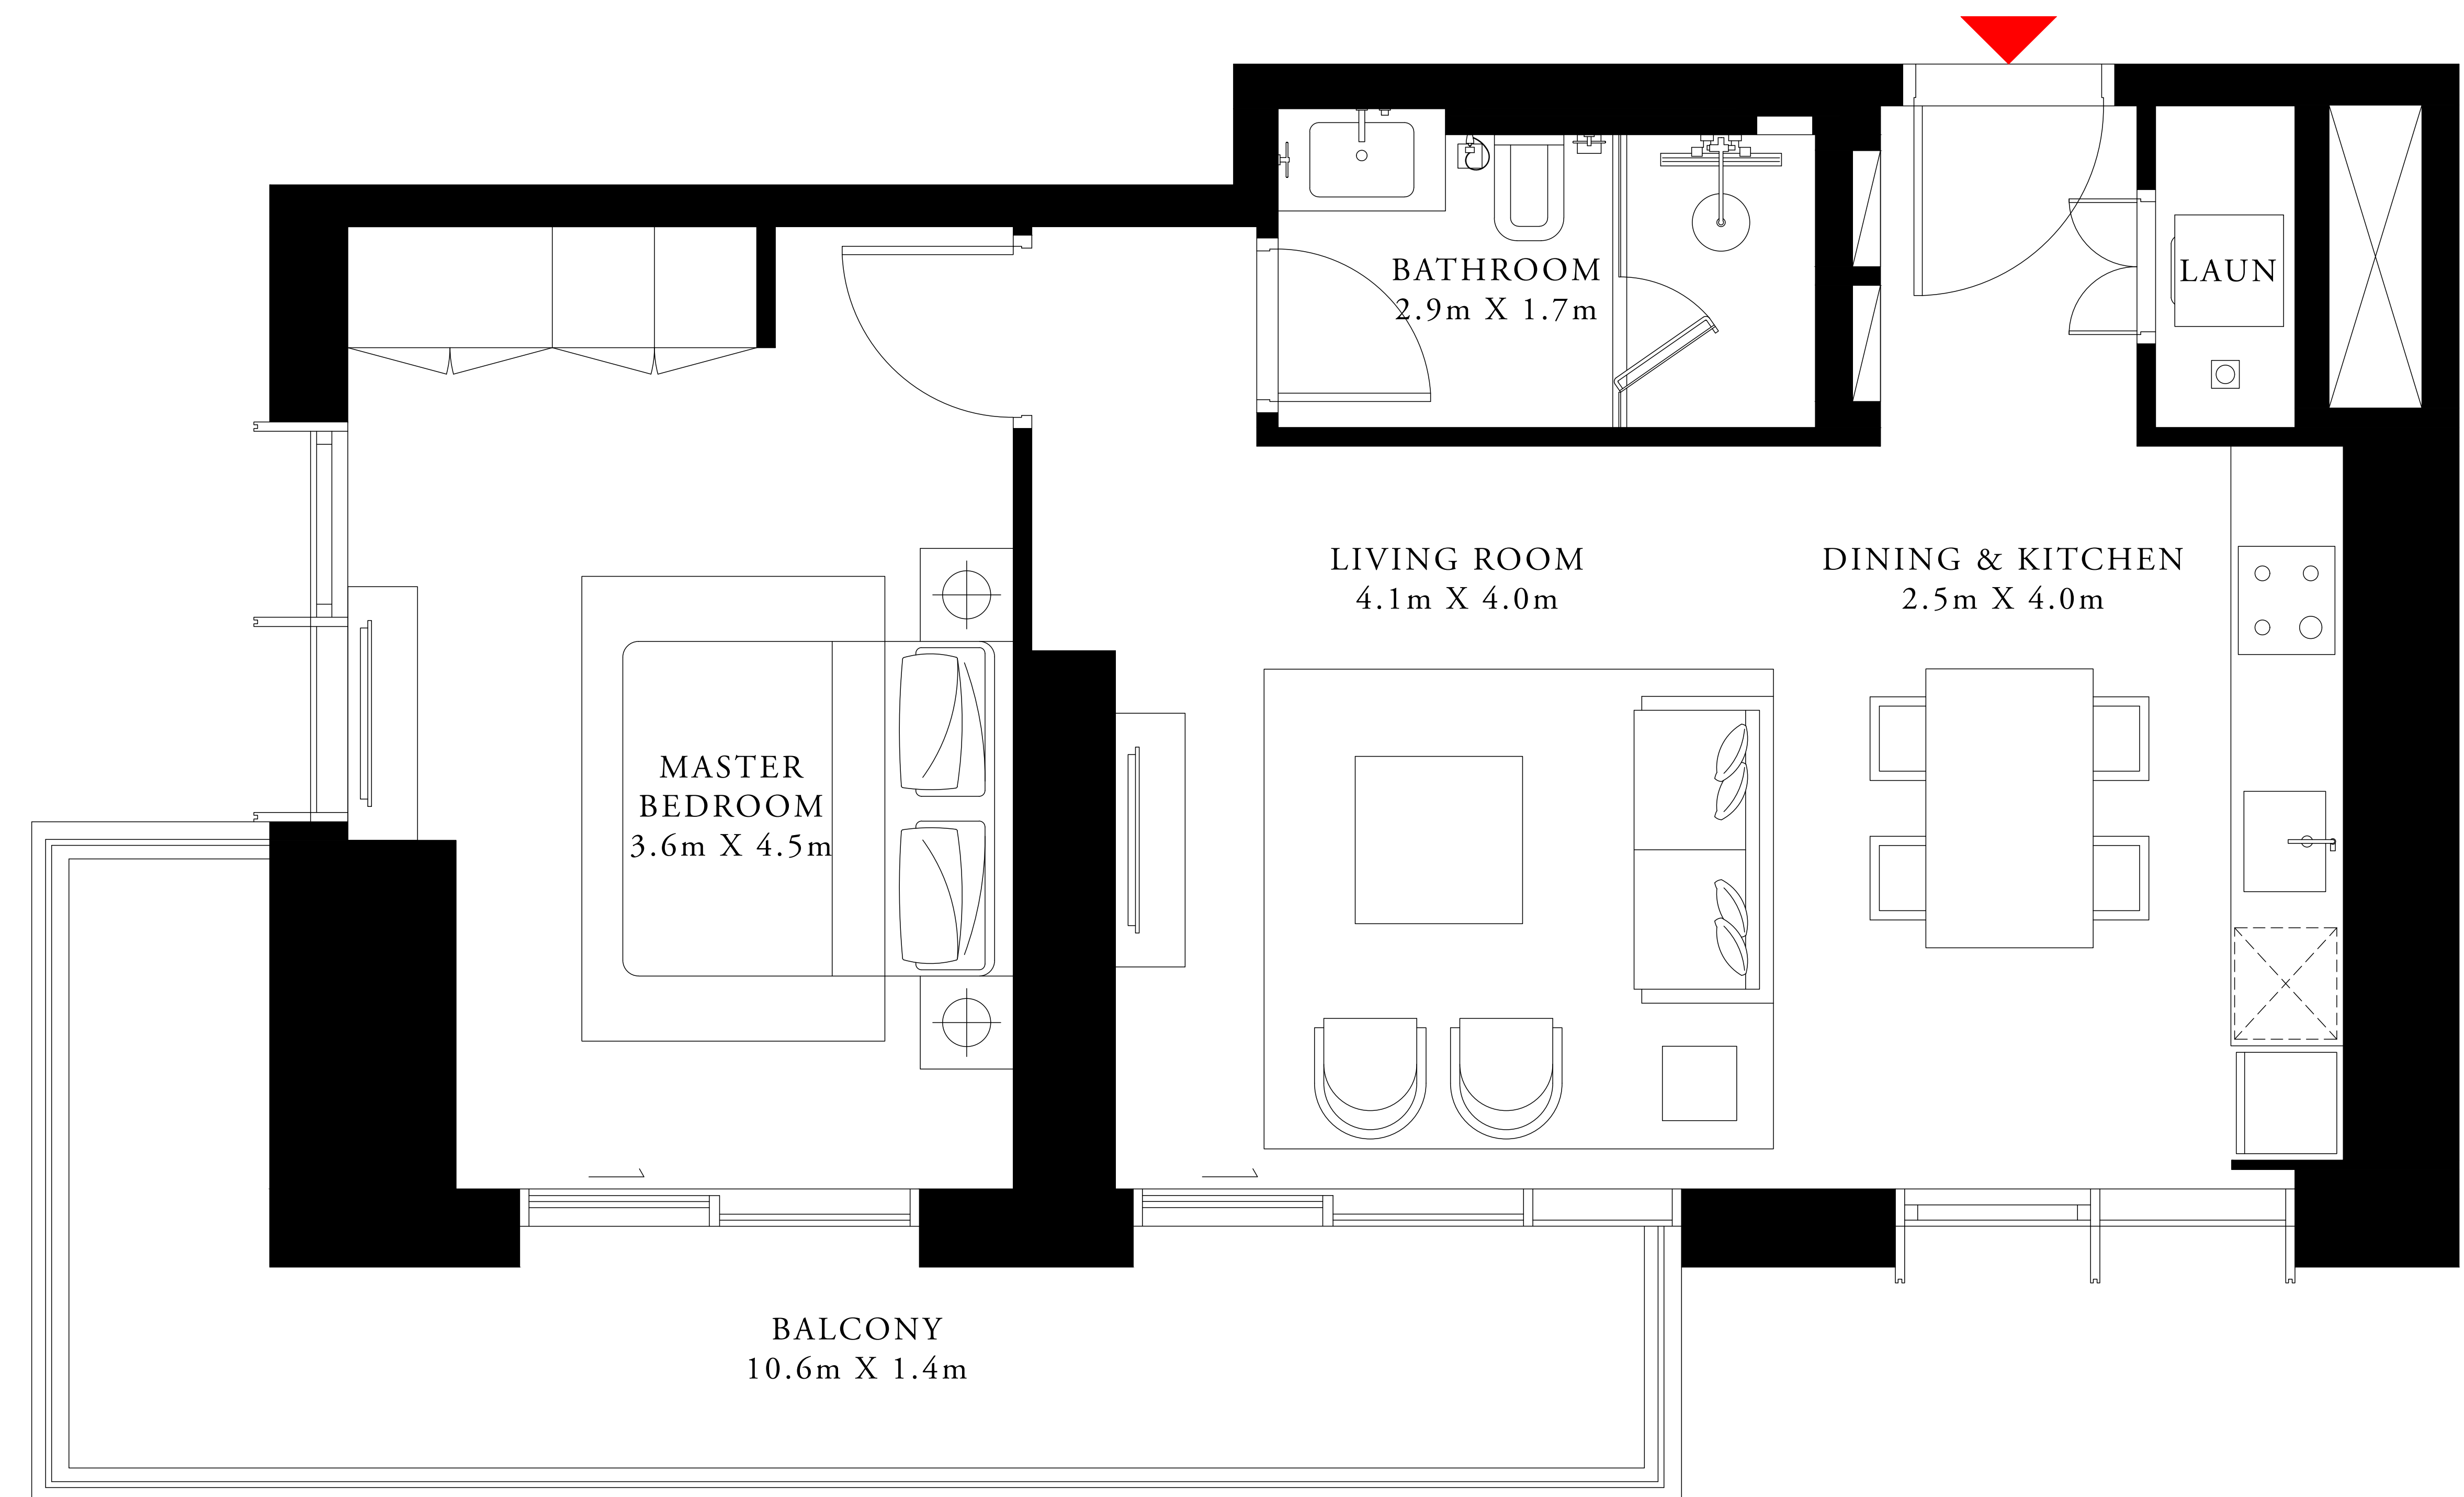 BATHROOM
2.9m X 1.7m
LAUN
LIVING ROOM
4.1m X 4.0m
DINING & KITCHEN
2.5m X 4.0m
MASTER
BEDROOM
3.6m X 4.5m
BALCONY
10.6m X 1.4m